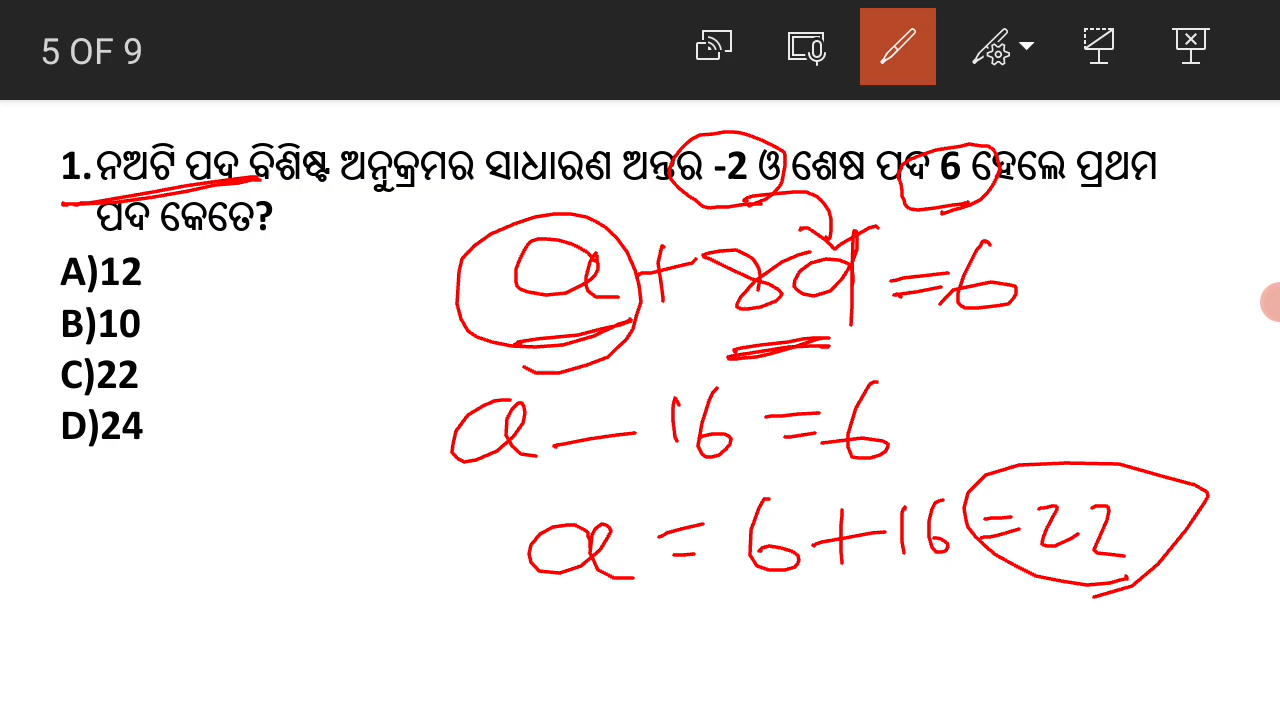 5 OF 9
1. ନଅଟି ପଦ ବିଶିଷ୍ଟ ଅନୁକ୍ରମର ସାଧାରଣ ଅନ୍ତର -2 ଓ ଶେଷ ପଦ 6 ହେଲେ ପ୍ରଥମ
ପଦ କେତେ?
A)12
B)10
C)22
D)24
a + 8d = 6
a - 16 = 6
a = 6 + 16 = 22